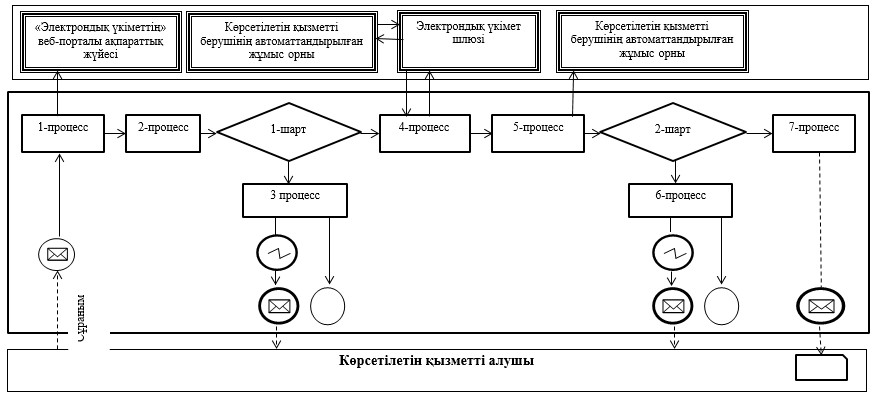 «Электрондық үкіметтің»
веб-порталы ақпараттық
жүйесі
Көрсетілетін қызметті
берушінің автоматтандырылған
жұмыс орны
Электрондық үкімет
шлюзі
Көрсетілетін қызметті
берушінің автоматтандырылған
жұмыс орны
1-процесс
2-процесс
1-шарт
4-процесс
5-процесс
2-шарт
7-процесс
3 процесс
6-процесс
Сұраным
Көрсетілетін қызметті алушы